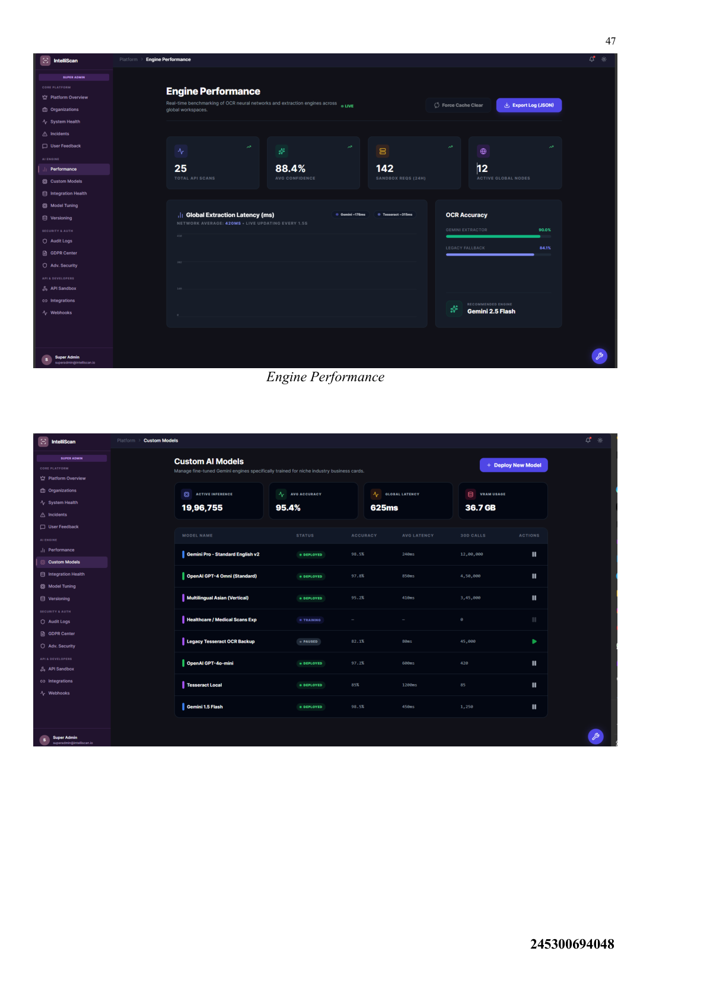 47
IntelliScan
Platform > Engine Performance
SUPER ADMIN
CORE PLATFORM
Platform Overview
Organizations
System Health
Incidents
User Feedback
AI ENGINE
Performance
Custom Models
Integration Health
Model Tuning
Versioning
SECURITY & AUTH
Audit Logs
GDPR Center
Adv. Security
API & DEVELOPERS
API Sandbox
Integrations
Webhooks
S
Super Admin
superadmin@intelliscan.io
Engine Performance
Real-time benchmarking of OCR neural networks and extraction engines across
global workspaces.
LIVE
Force Cache Clear
Export Log (JSON)
25
TOTAL API SCANS
88.4%
AVG CONFIDENCE
142
SANDBOX REQS (24H)
12
ACTIVE GLOBAL NODES
Global Extraction Latency (ms)
Gemini ~178ms
Tesseract ~315ms
NETWORK AVERAGE: 420MS • LIVE UPDATING EVERY 1.5S
0
OCR Accuracy
GEMINI EXTRACTOR 90.0%
LEGACY FALLBACK 84.1%
RECOMMENDED ENGINE
Gemini 2.5 Flash
Engine Performance
IntelliScan
Platform > Custom Models
SUPER ADMIN
CORE PLATFORM
Platform Overview
Organizations
System Health
Incidents
User Feedback
AI ENGINE
Performance
Custom Models
Integration Health
Model Tuning
Versioning
SECURITY & AUTH
Audit Logs
GDPR Center
Adv. Security
API & DEVELOPERS
API Sandbox
Integrations
Webhooks
S
Super Admin
superadmin@intelliscan.io
Custom AI Models
Manage fine-tuned Gemini engines specifically trained for niche industry business cards.
+ Deploy New Model
ACTIVE INFERENCE
19,96,755
AVG ACCURACY
95.4%
GLOBAL LATENCY
625ms
VRAM USAGE
36.7 GB
MODEL NAME STATUS ACCURACY AVG LATENCY 30D CALLS ACTIONS
Gemini Pro - Standard English v2 DEPLOYED 98.5% 240ms 12,00,000
OpenAI GPT-4 Omni (Standard) DEPLOYED 97.8% 850ms 4,50,000
Multilingual Asian (Vertical) DEPLOYED 95.2% 410ms 3,45,000
Healthcare / Medical Scans Exp TRAINING — — 0
Legacy Tesseract OCR Backup PAUSED 82.1% 80ms 45,000
OpenAI GPT-4o-mini DEPLOYED 97.2% 600ms 420
Tesseract Local DEPLOYED 85% 1200ms 85
Gemini 1.5 Flash DEPLOYED 98.5% 450ms 1,250
245300694048